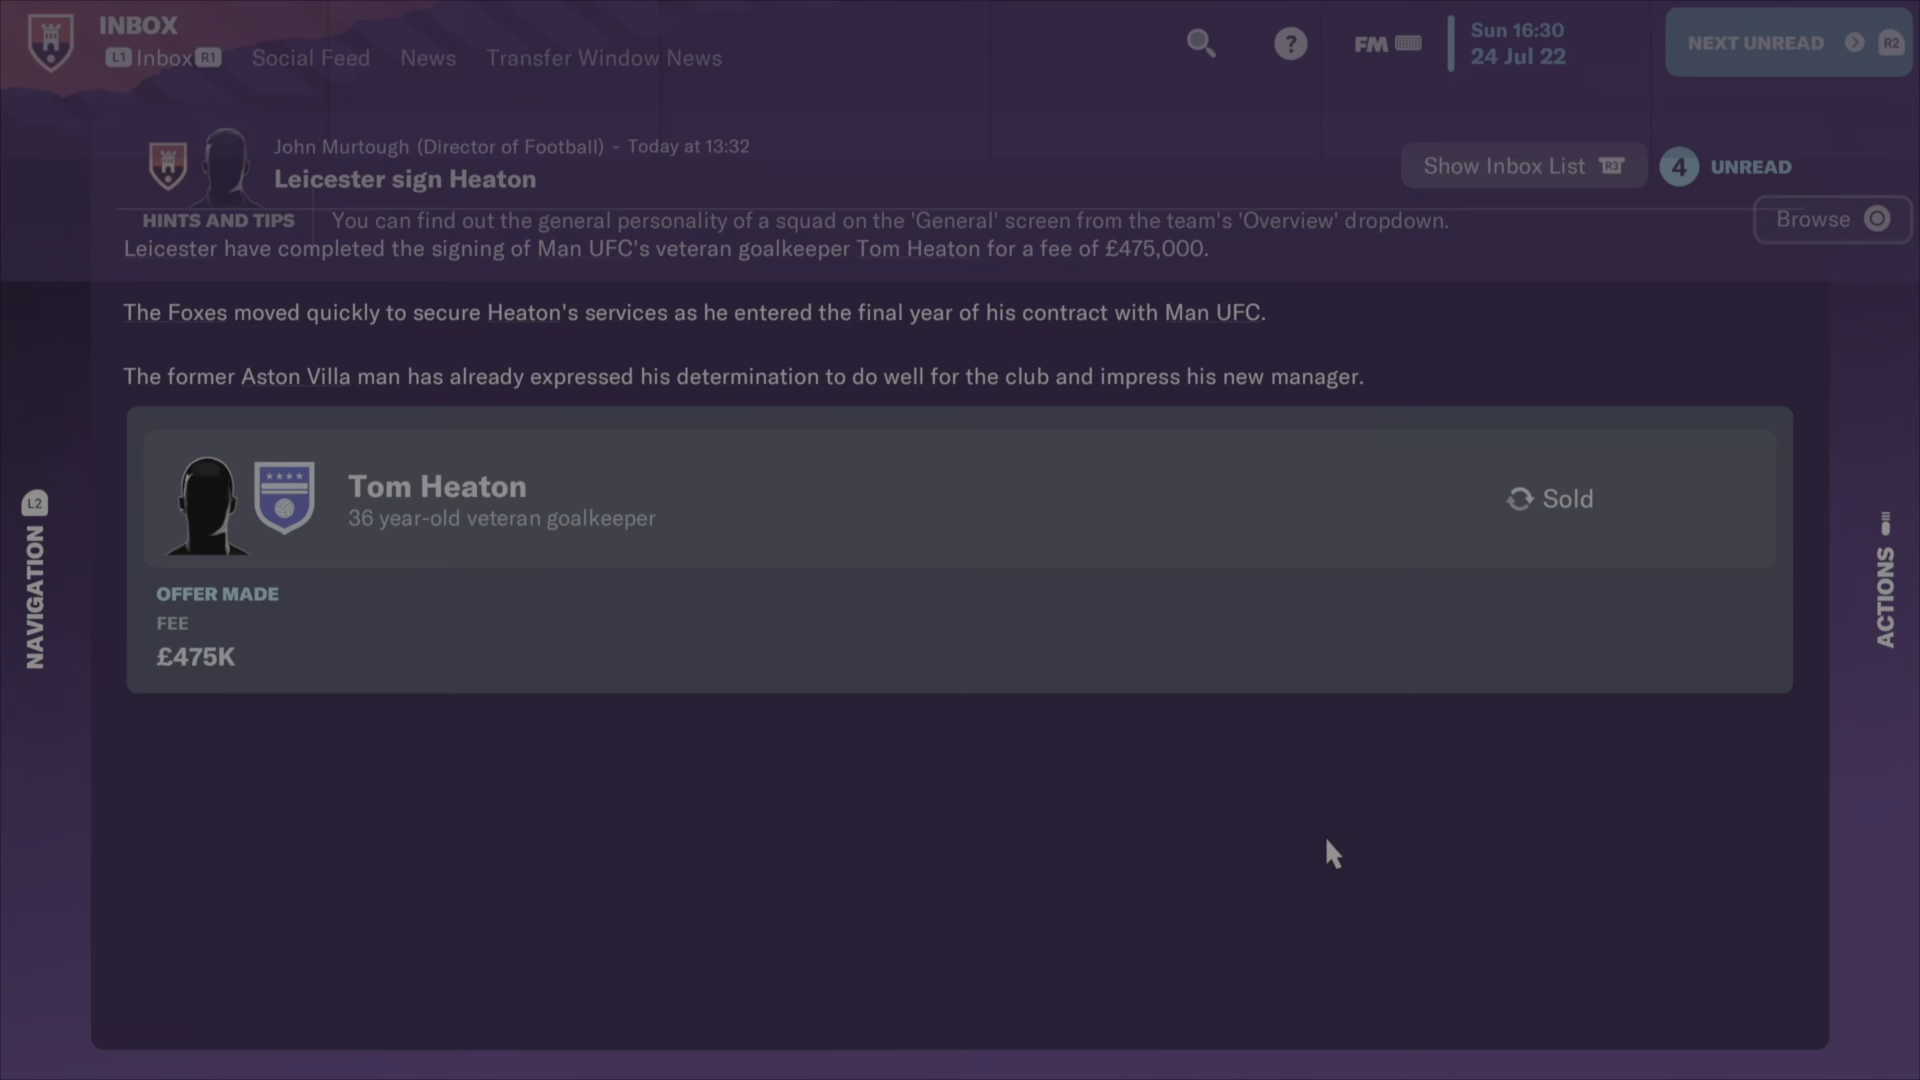 INBOX
L1 Inbox R1 Social Feed News Transfer Window News
? FM
Sun 16:30
24 Jul 22
NEXT UNREAD R2
John Murtough (Director of Football) - Today at 13:32
Leicester sign Heaton
Show Inbox List R3 4 UNREAD
HINTS AND TIPS You can find out the general personality of a squad on the 'General' screen from the team's 'Overview' dropdown.
Browse
Leicester have completed the signing of Man UFC's veteran goalkeeper Tom Heaton for a fee of £475,000.
The Foxes moved quickly to secure Heaton's services as he entered the final year of his contract with Man UFC.
The former Aston Villa man has already expressed his determination to do well for the club and impress his new manager.
Tom Heaton
36 year-old veteran goalkeeper
Sold
OFFER MADE
FEE
£475K
NAVIGATION L2
ACTIONS